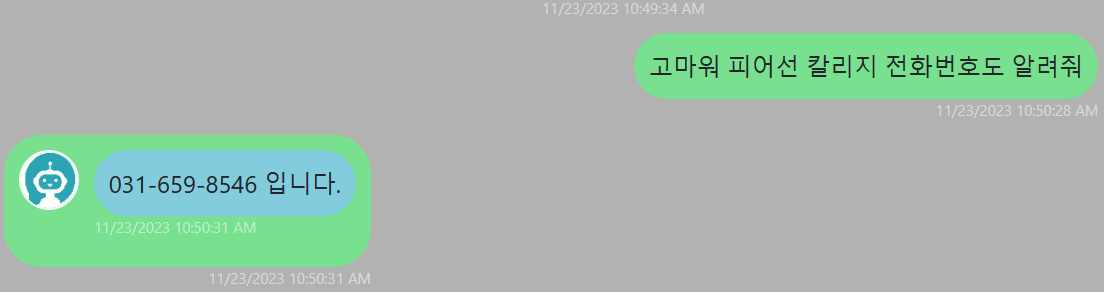 11/23/2023 10:49:34 AM
고마워 피어선 칼리지 전화번호도 알려줘
11/23/2023 10:50:28 AM
031-659-8546 입니다.
11/23/2023 10:50:31 AM
11/23/2023 10:50:31 AM